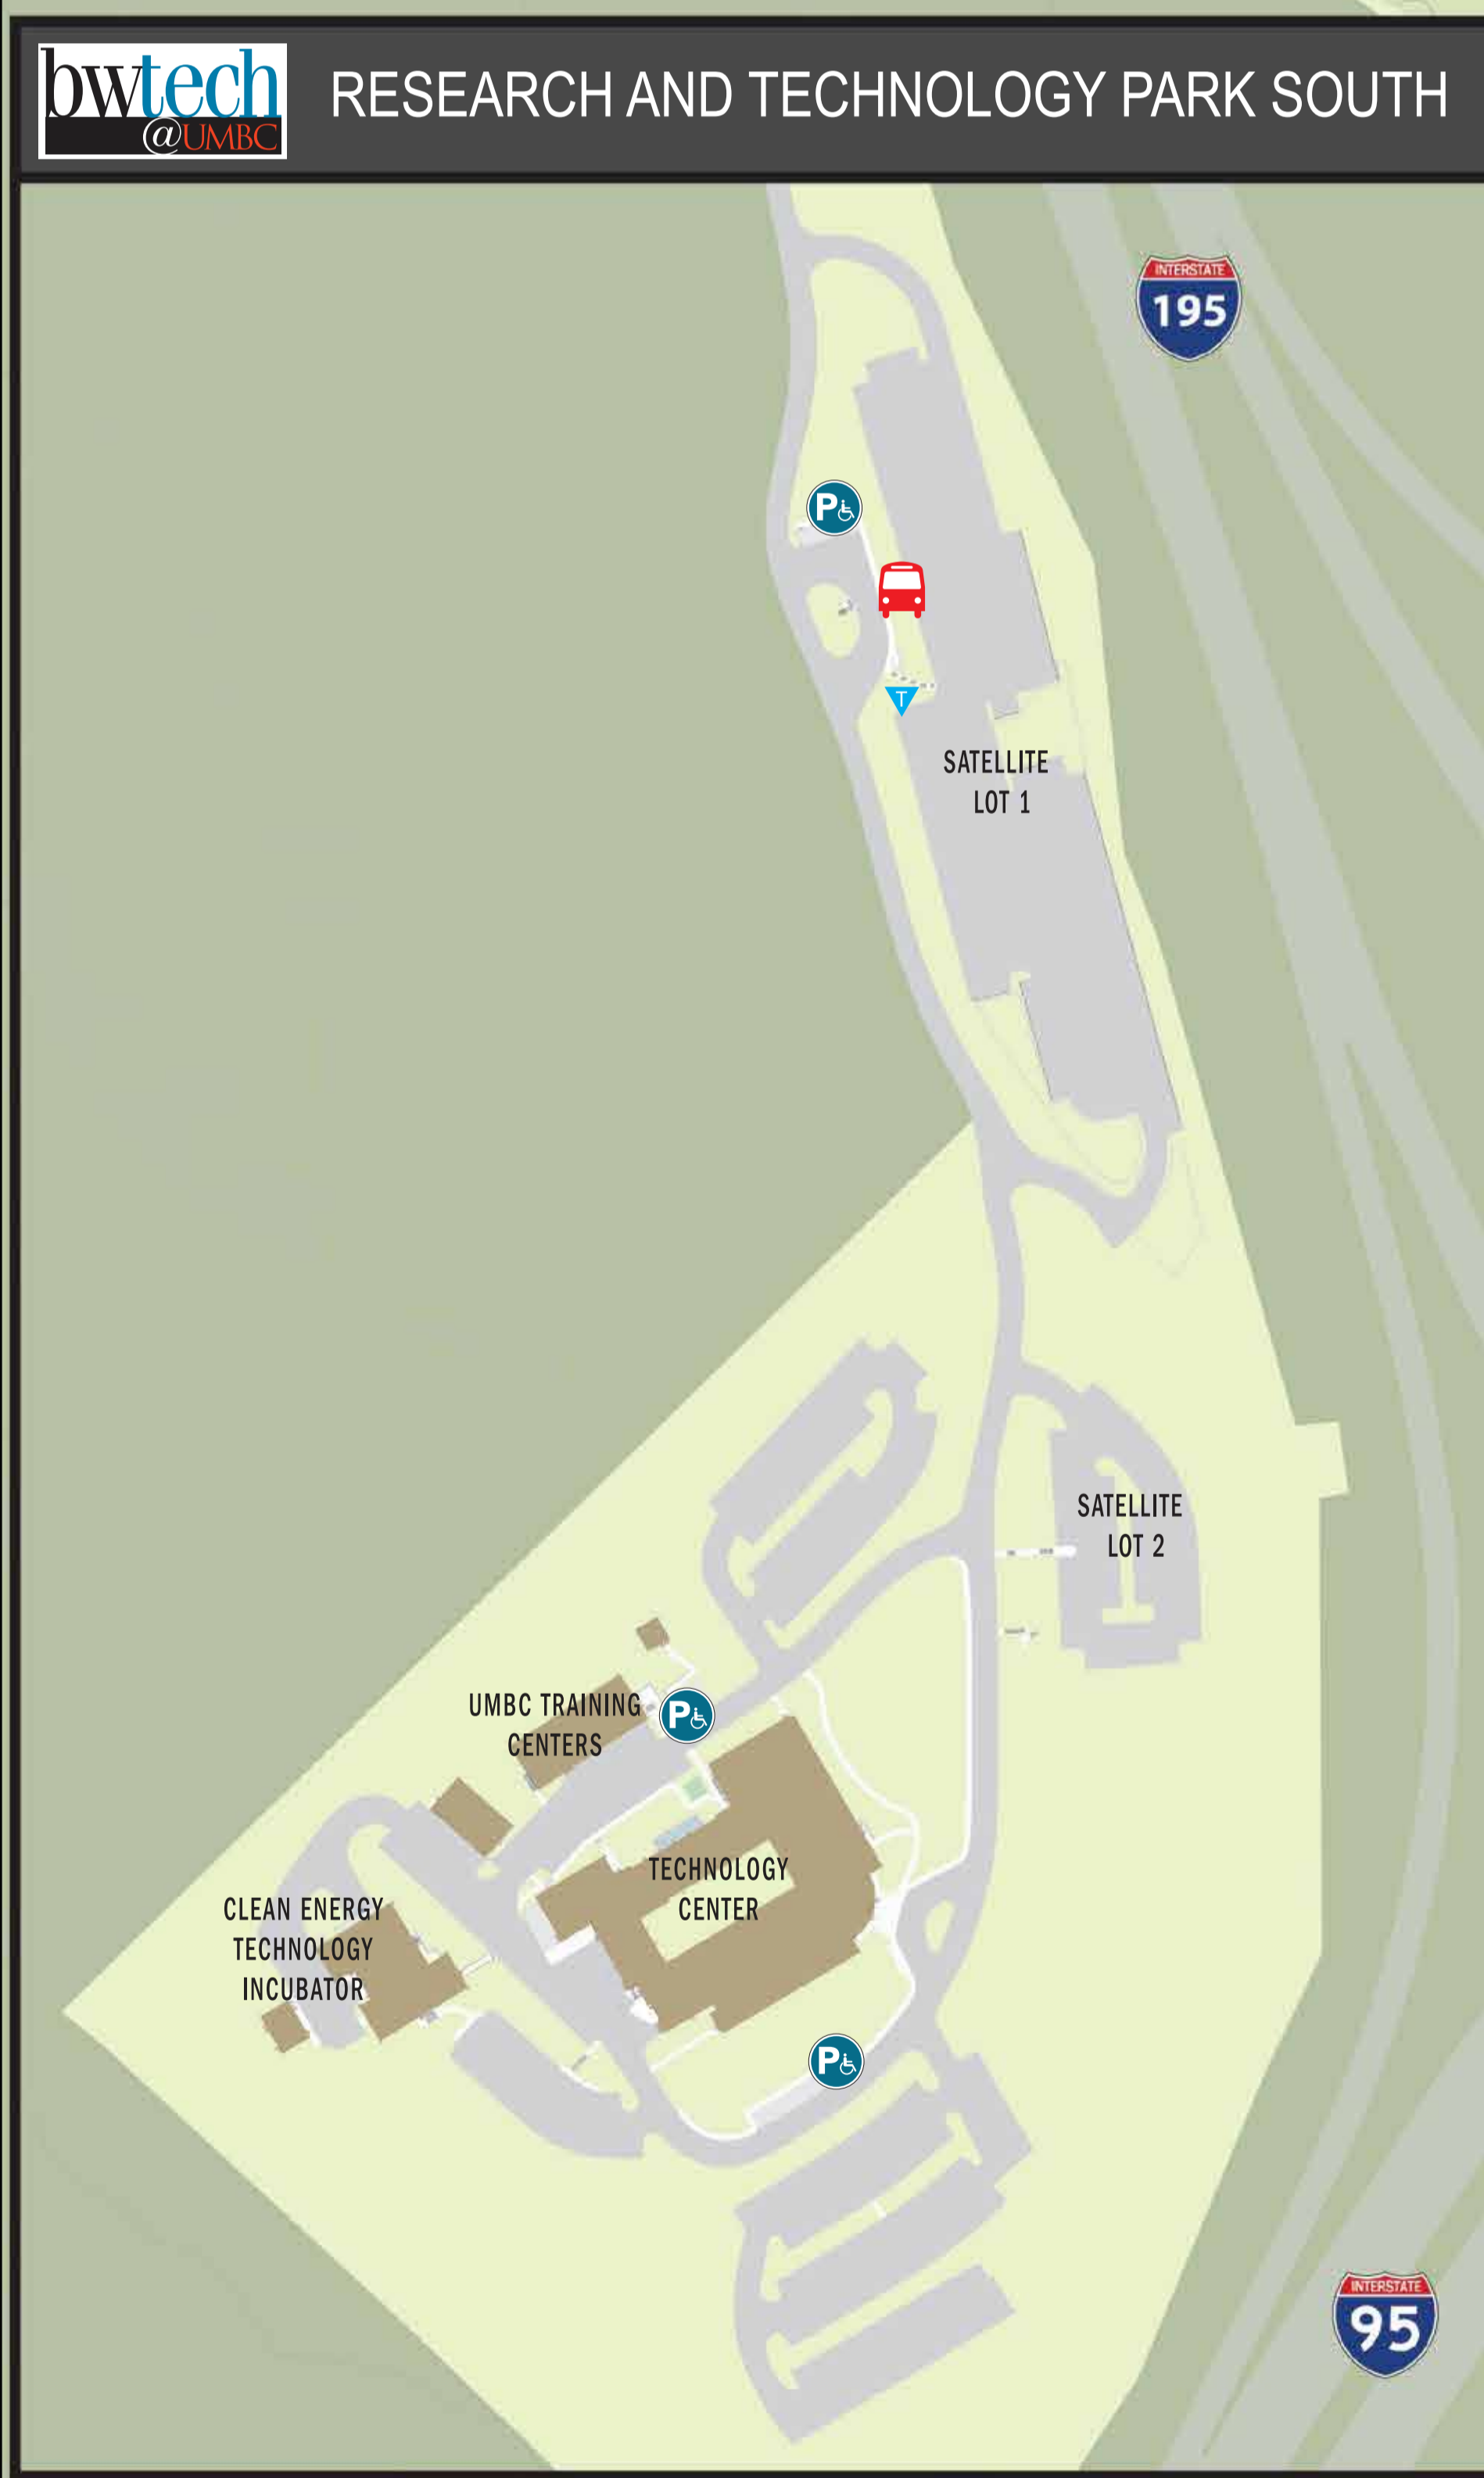 bwtech
@UMBC
RESEARCH AND TECHNOLOGY PARK SOUTH
INTERSTATE
195
P
T
SATELLITE
LOT 1
SATELLITE
LOT 2
UMBC TRAINING
CENTERS
P
TECHNOLOGY
CENTER
CLEAN ENERGY
TECHNOLOGY
INCUBATOR
P
INTERSTATE
95